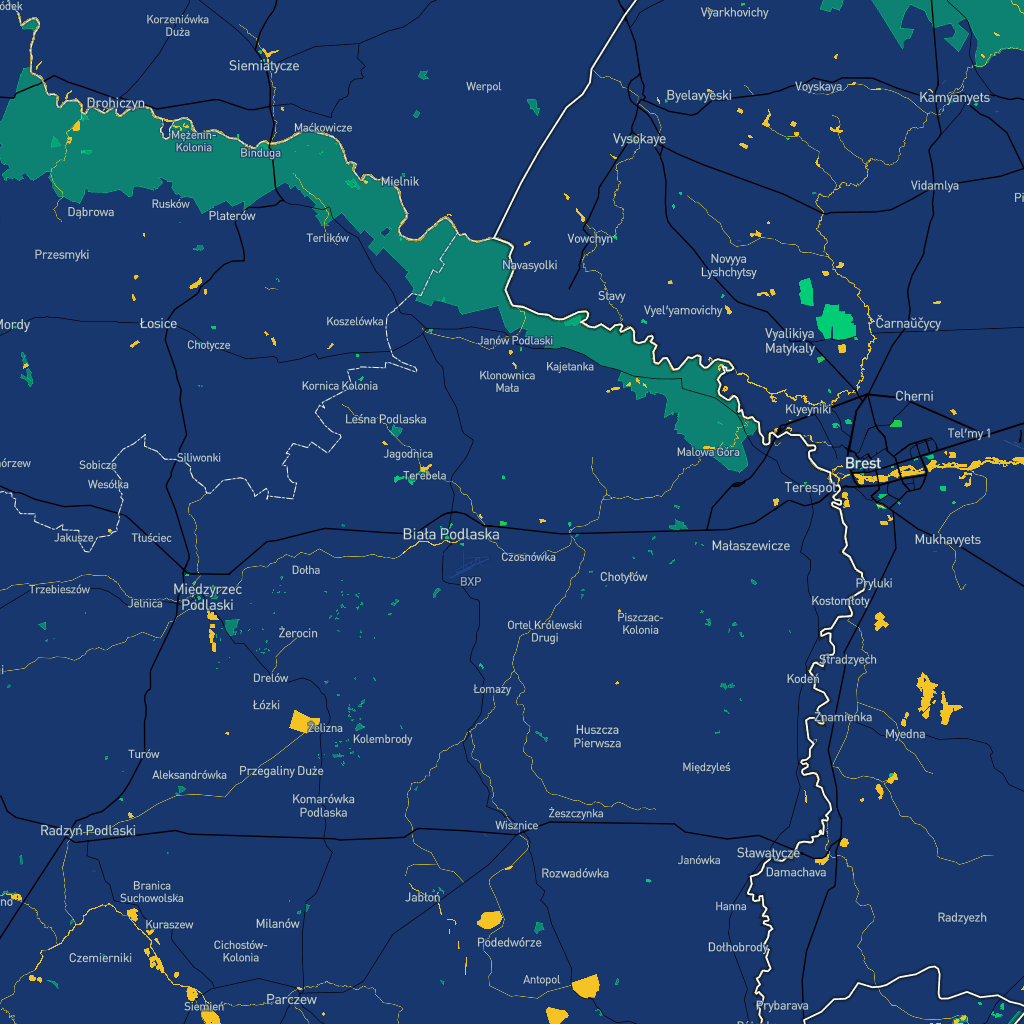 Korzeniówka
Duża
Vyarkhovichy
Siemiatycze
Werpol
Voyskaya
Byelavyeski
Kamyanyets
Drohiczyn
Maćkowicze
Mężenin-
Kolonia
Binduga
Vysokaye
Mielnik
Vidamlya
Dąbrowa
Rusków
Platerów
Terlików
Vowchyn
Przesmyki
Navasyolki
Novyya
Lyshchytsy
Stavy
Vyel'yamovichy
Mordy
Łosice
Koszelówka
Čarnaŭčycy
Vyalikiya
Matykaly
Chotycze
Janów Podlaski
Klonownica
Mała
Kajetanka
Kornica Kolonia
Cherni
Klyeyniki
Leśna Podlaska
Tel'my 1
Jagodnica
Malowa Góra
Siliwonki
Sobicze
Wesółka
Terebela
Brest
Terespol
Jakusze
Tłuściec
Biała Podlaska
Małaszewicze
Mukhavyets
Czosnówka
Dołha
BXP
Chotyłów
Pryluki
Trzebieszów
Międzyrzec
Podlaski
Jelnica
Kostomłoty
Żerocin
Ortel Królewski
Drugi
Piszczac-
Kolonia
Stradzyech
Drelów
Kodeń
Łomazy
Łózki
Żelizna
Znamienka
Kolembrody
Huszcza
Pierwsza
Myedna
Turów
Aleksandrówka
Przegaliny Duże
Międzyleś
Komarówka
Podlaska
Żeszczynka
Radzyń Podlaski
Wisznice
Sławatycze
Janówka
Damachava
Rozwadówka
Branica
Suchowolska
Jabłoń
Hanna
Radzyezh
Kuraszew
Milanów
Cichostów-
Kolonia
Podedwórze
Dołhobrody
Czemierniki
Antopol
Parczew
Siemień
Prybarava